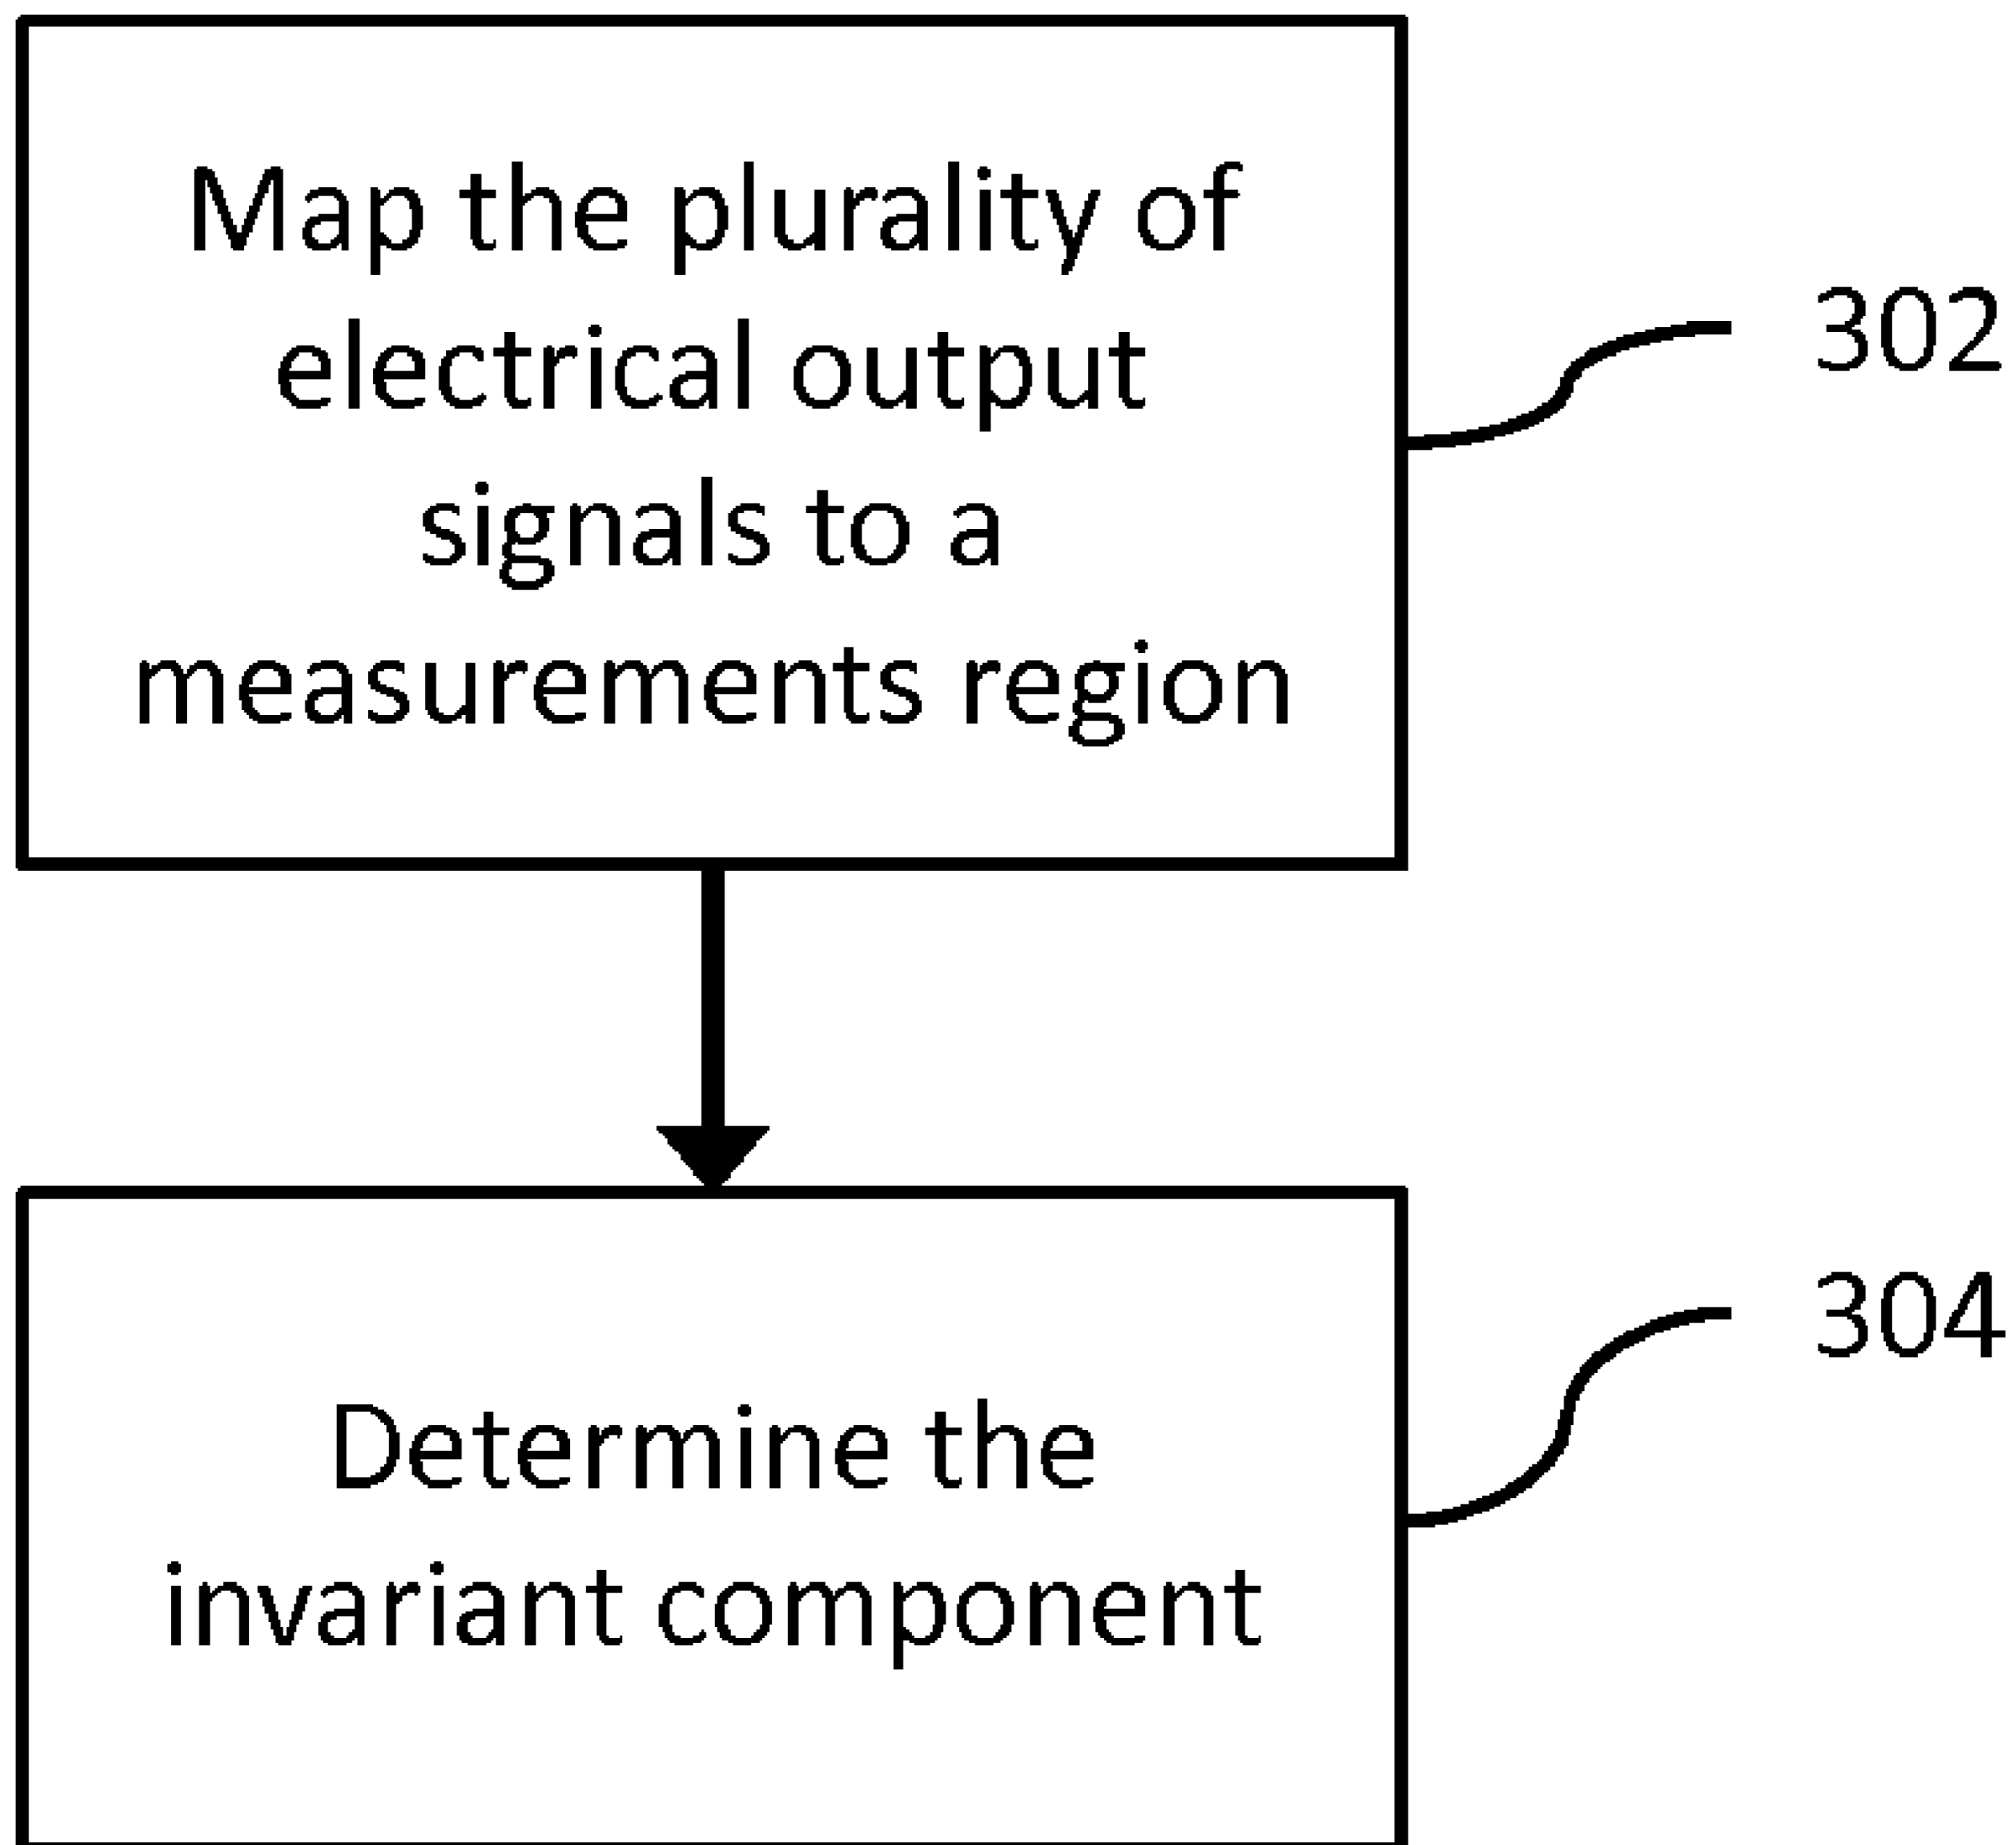 Map the plurality of
electrical output
signals to a
measurements region
302
Determine the
invariant component
304